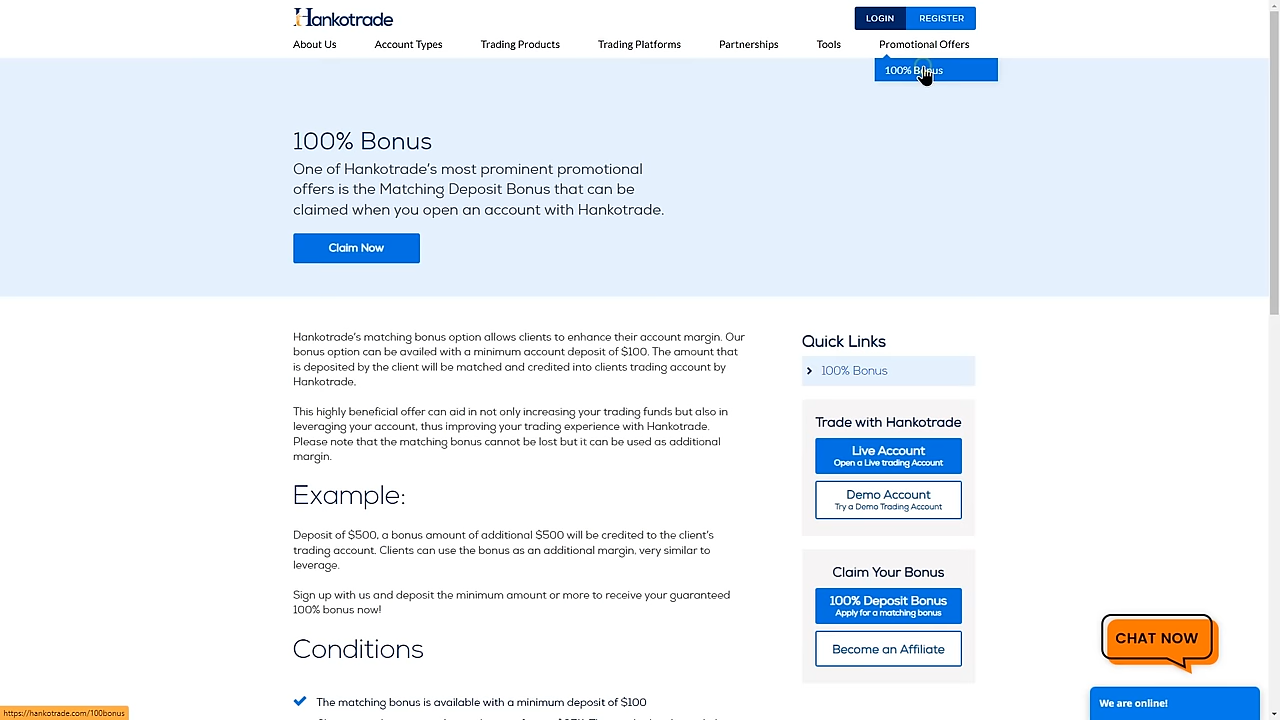 Hankotrade
LOGIN
REGISTER
About Us
Account Types
Trading Products
Trading Platforms
Partnerships
Tools
Promotional Offers
100% Bonus
100% Bonus
One of Hankotrade's most prominent promotional
offers is the Matching Deposit Bonus that can be
claimed when you open an account with Hankotrade.
Claim Now
Hankotrade's matching bonus option allows clients to enhance their account margin. Our
bonus option can be availed with a minimum account deposit of $100. The amount that
is deposited by the client will be matched and credited into clients trading account by
Hankotrade.
This highly beneficial offer can aid in not only increasing your trading funds but also in
leveraging your account, thus improving your trading experience with Hankotrade.
Please note that the matching bonus cannot be lost but it can be used as additional
margin.
Example:
Deposit of $500, a bonus amount of additional $500 will be credited to the client's
trading account. Clients can use the bonus as an additional margin, very similar to
leverage.
Sign up with us and deposit the minimum amount or more to receive your guaranteed
100% bonus now!
Conditions
The matching bonus is available with a minimum deposit of $100
Quick Links
100% Bonus
Trade with Hankotrade
Live Account
Open a Live trading Account
Demo Account
Try a Demo Trading Account
Claim Your Bonus
100% Deposit Bonus
Apply for a matching bonus
Become an Affiliate
CHAT NOW
We are online!
https://hankotrade.com/100bonus